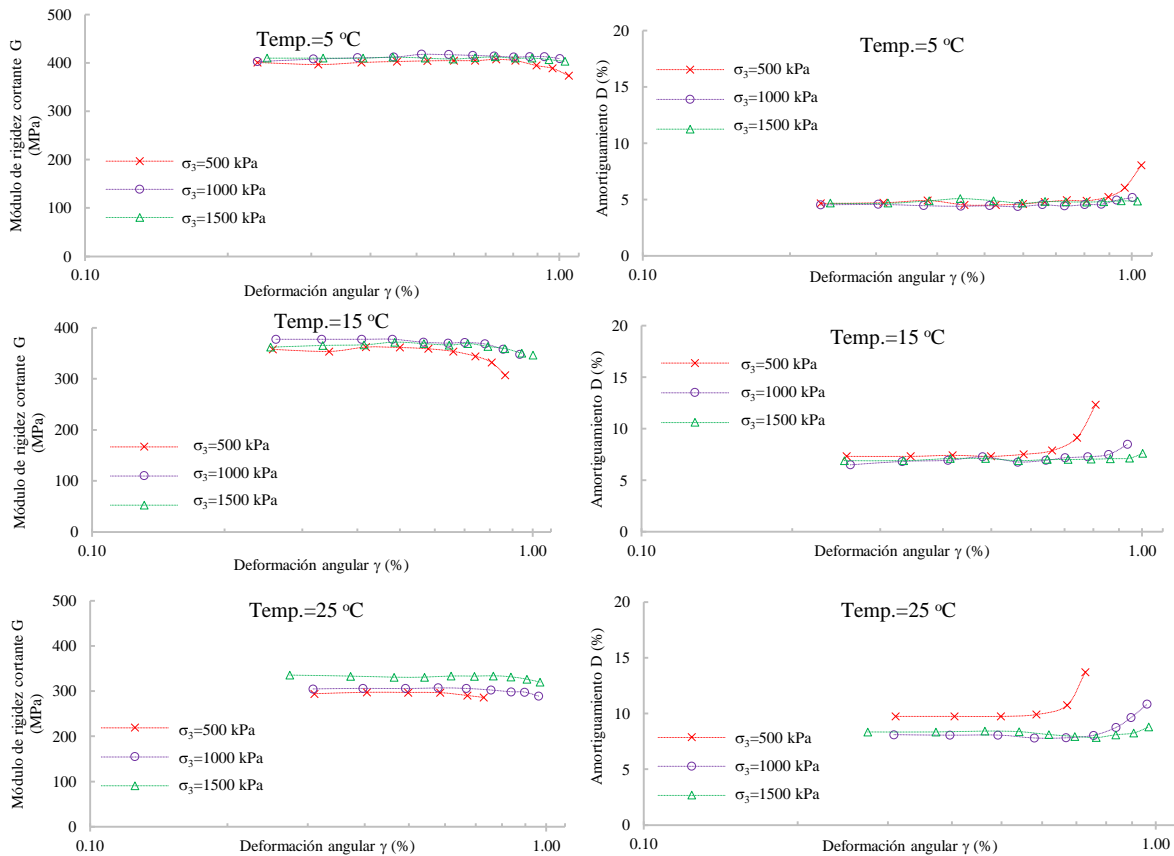 Temp.=5 ºC
Módulo de rigidez cortante G
(MPa)
500
400
300
200
100
0
σ3=500 kPa
σ3=1000 kPa
σ3=1500 kPa
0.10
1.00
Deformación angular γ (%)
Temp.=5 ºC
Amortiguamiento D (%)
20
15
10
5
0
σ3=500 kPa
σ3=1000 kPa
σ3=1500 kPa
0.10
1.00
Deformación angular γ (%)
Temp.=15 ºC
Módulo de rigidez cortante G
(MPa)
400
300
200
100
0
σ3=500 kPa
σ3=1000 kPa
σ3=1500 kPa
0.10
1.00
Deformación angular γ (%)
Temp.=15 ºC
Amortiguamiento D (%)
20
15
10
5
0
σ3=500 kPa
σ3=1000 kPa
σ3=1500 kPa
0.10
1.00
Deformación angular γ (%)
Temp.=25 ºC
Módulo de rigidez cortante G
(MPa)
500
400
300
200
100
0
σ3=500 kPa
σ3=1000 kPa
σ3=1500 kPa
0.10
1.00
Deformación angular γ (%)
Temp.=25 ºC
Amortiguamiento D (%)
20
15
10
5
0
σ3=500 kPa
σ3=1000 kPa
σ3=1500 kPa
0.10
1.00
Deformación angular γ (%)